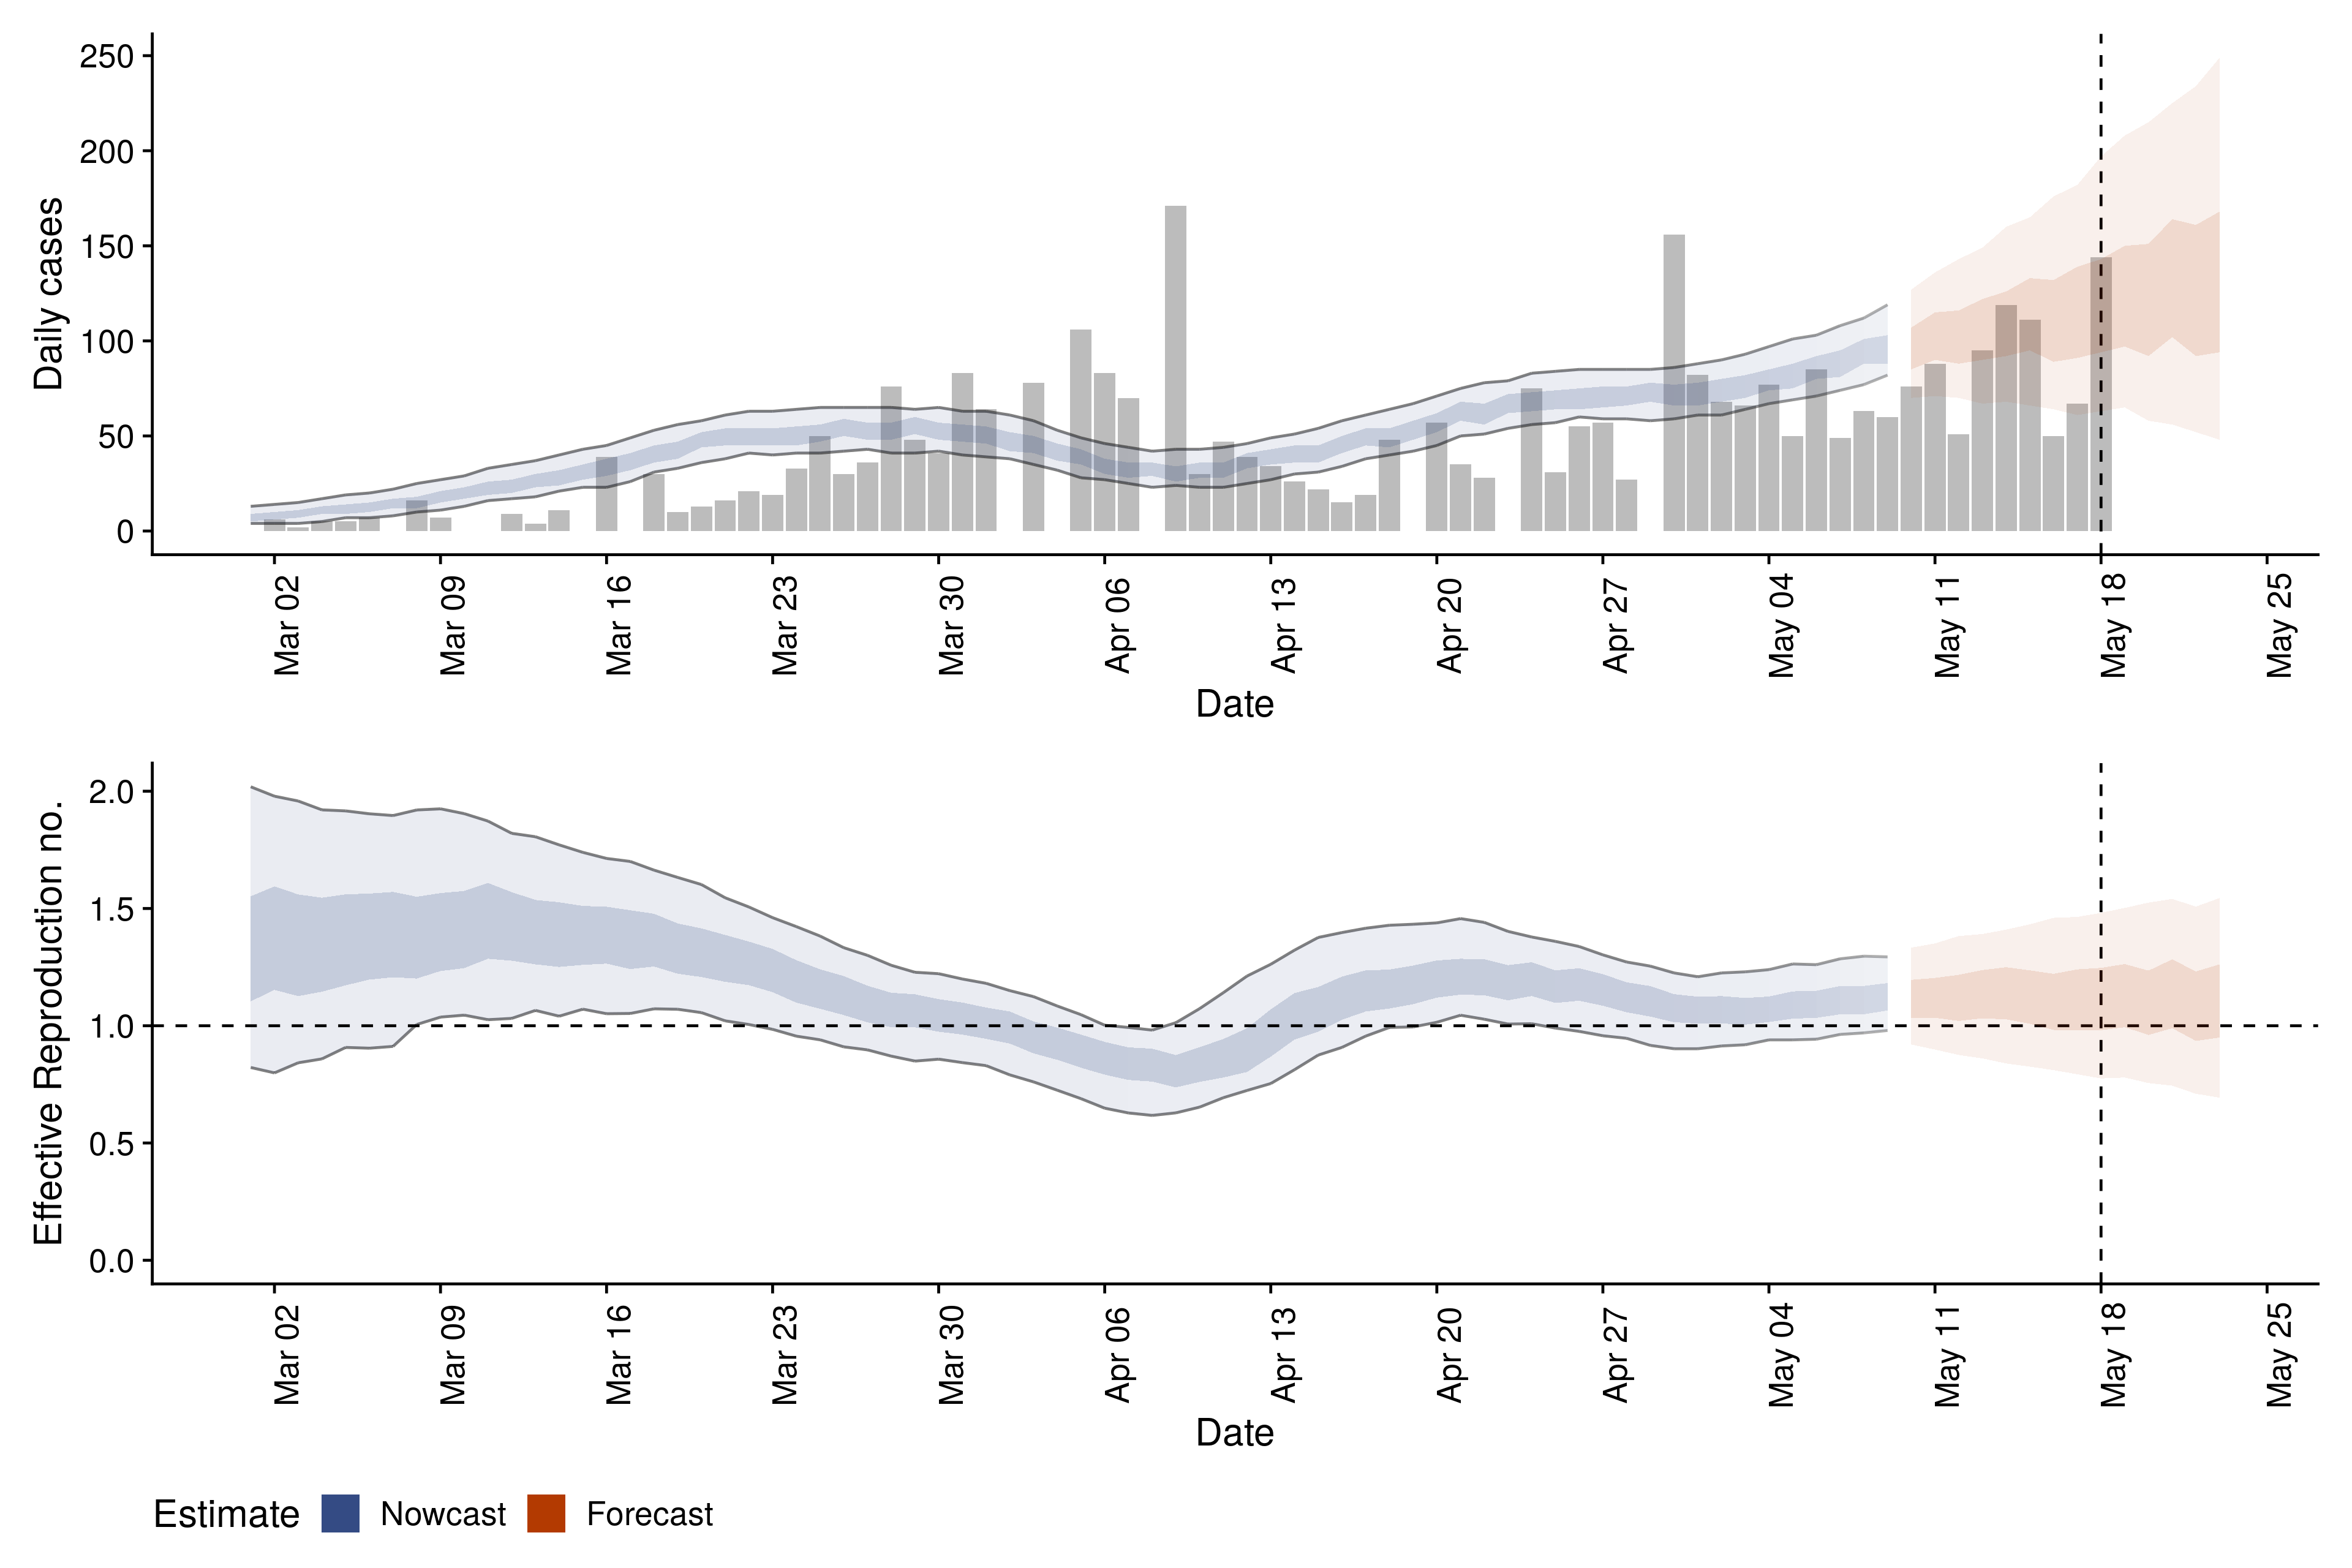 250
200
150
100
50
0
Daily cases
Mar 02
Mar 09
Mar 16
Mar 23
Mar 30
Apr 06
Apr 13
Apr 20
Apr 27
May 04
May 11
May 18
May 25
Date
2.0
1.5
1.0
0.5
0.0
Effective Reproduction no.
Mar 02
Mar 09
Mar 16
Mar 23
Mar 30
Apr 06
Apr 13
Apr 20
Apr 27
May 04
May 11
May 18
May 25
Date
Estimate Nowcast Forecast